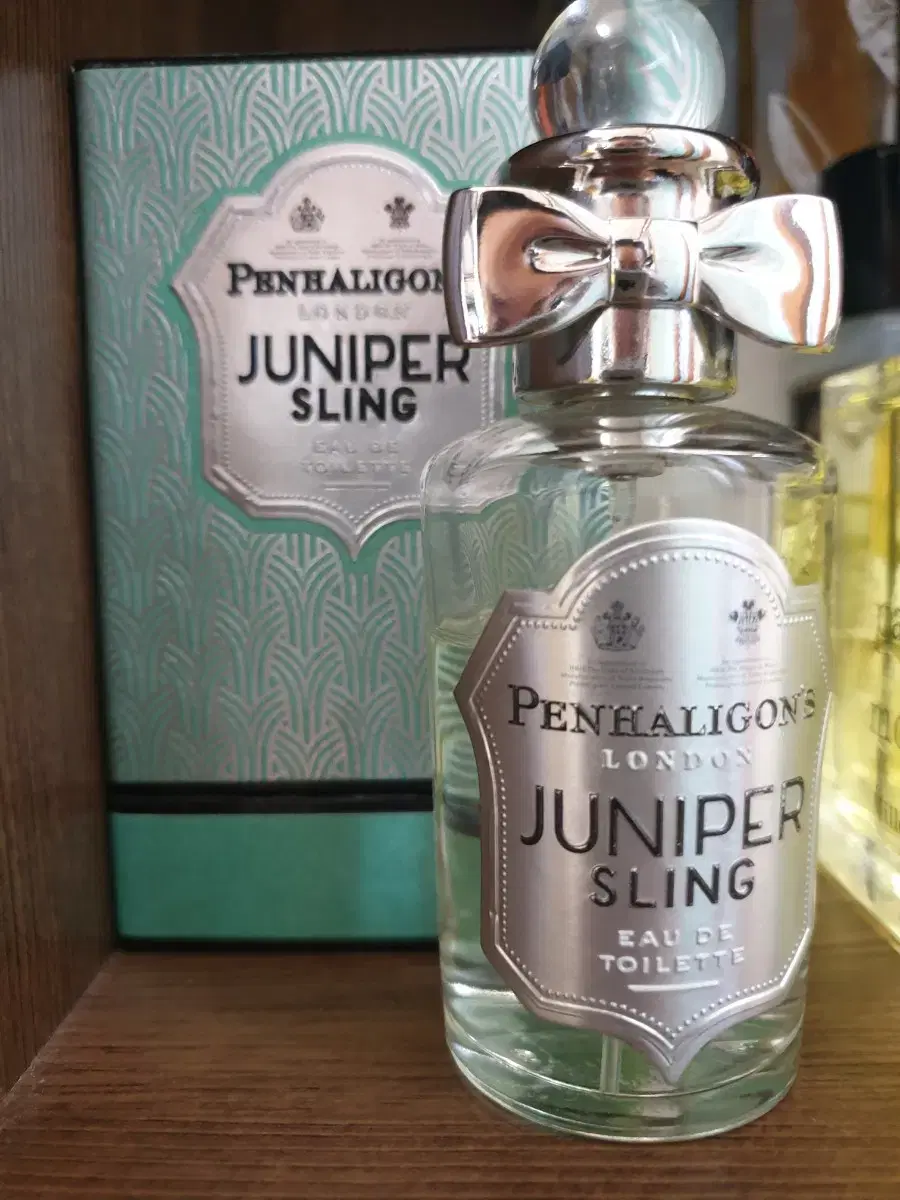 PENHALIGON
LONDON
JUNIPER
SLING
EAU DE
TOILETTE
PENHALIGON'S
LONDON
JUNIPER
SLING
EAU DE
TOILETTE